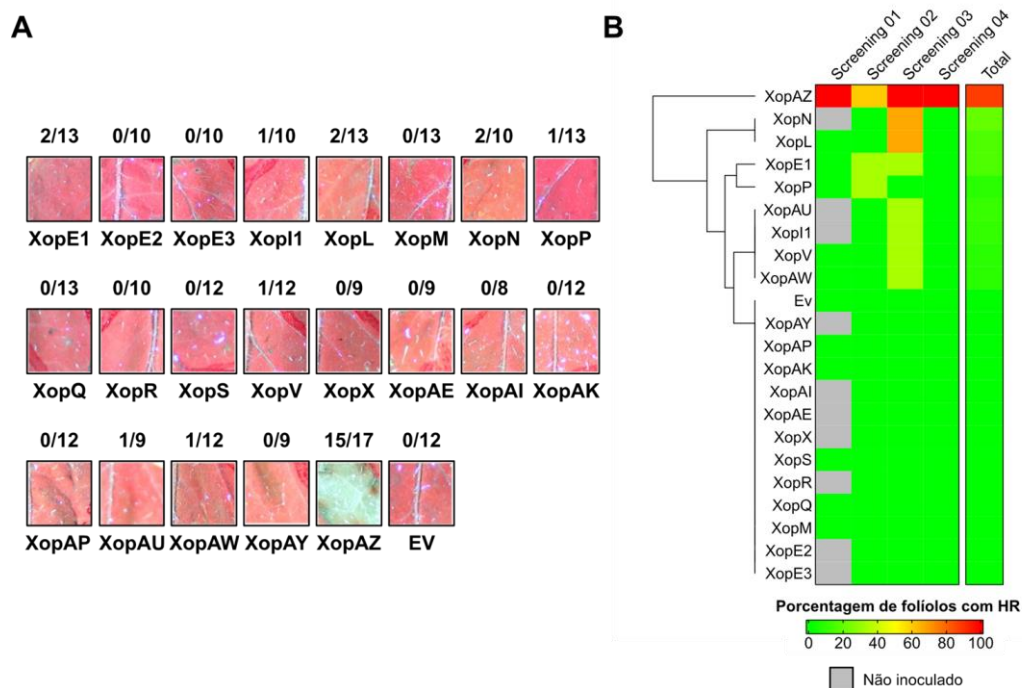 A
2/13 0/10 0/10 1/10 2/13 0/13 2/10 1/13
XopE1 XopE2 XopE3 XopI1 XopL XopM XopN XopP
0/13 0/10 0/12 1/12 0/9 0/9 0/8 0/12
XopQ XopR XopS XopV XopX XopAE XopAI XopAK
0/12 1/9 1/12 0/9 15/17 0/12
XopAP XopAU XopAW XopAY XopAZ EV
B
Screening 01
Screening 02
Screening 03
Screening 04
Total
XopAZ
XopN
XopL
XopE1
XopP
XopAU
XopI1
XopV
XopAW
Ev
XopAY
XopAP
XopAK
XopAI
XopAE
XopX
XopS
XopR
XopQ
XopM
XopE2
XopE3
Porcentagem de folíolos com HR
0 20 40 60 80 100
Não inoculado